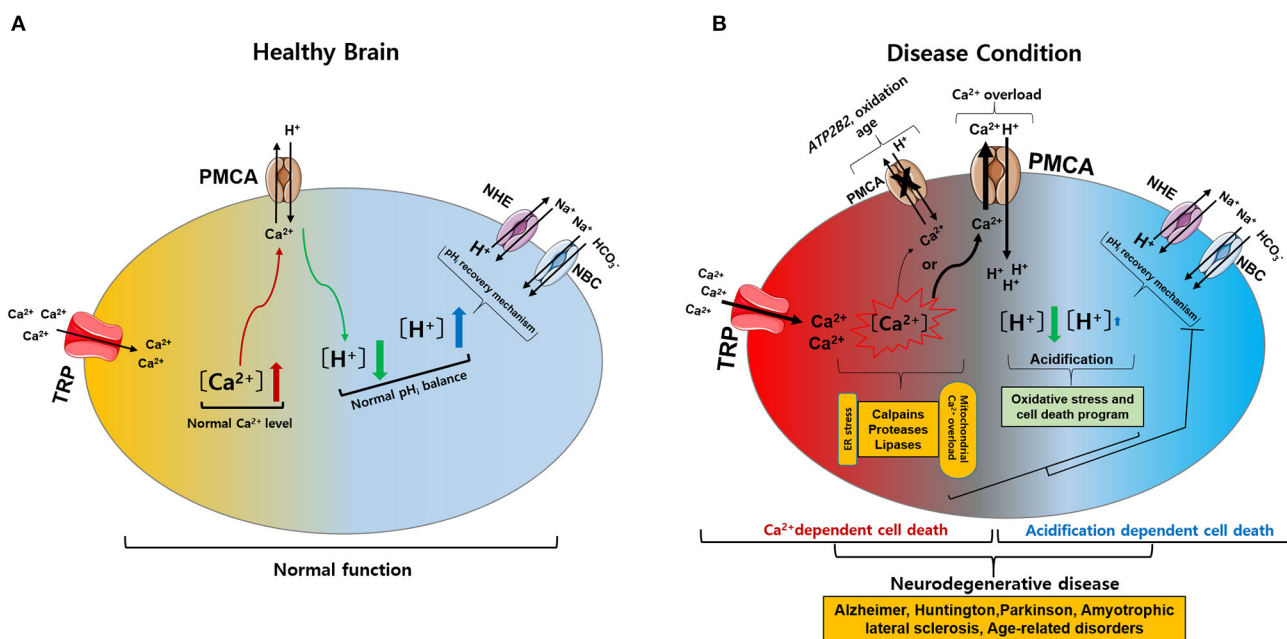 A
Healthy Brain
H⁺
PMCA
Ca²⁺
NHE
Na⁺
Na⁺
HCO₃⁻
H⁺
NBC
pHᵢ recovery mechanism
Ca²⁺ Ca²⁺
Ca²⁺
Ca²⁺
Ca²⁺
TRP
[Ca²⁺]
Normal Ca²⁺ level
[H⁺]
[H⁺]
Normal pHᵢ balance
Normal function
B
Disease Condition
Ca²⁺ overload
ATP2B2, oxidation
age
H⁺
PMCA
Ca²⁺
Ca²⁺ H⁺
PMCA
Ca²⁺
or
H⁺ H⁺
H⁺
NHE
Na⁺
Na⁺
HCO₃⁻
H⁺
NBC
pHᵢ recovery mechanism
Ca²⁺
Ca²⁺
Ca²⁺
TRP
Ca²⁺
Ca²⁺
[Ca²⁺]
[H⁺] [H⁺]
Acidification
Oxidative stress and
cell death program
ER stress
Calpains
Proteases
Lipases
Mitochondrial
Ca²⁺ overload
Ca²⁺dependent cell death
Acidification dependent cell death
Neurodegenerative disease
Alzheimer, Huntington,Parkinson, Amyotrophic
lateral sclerosis, Age-related disorders